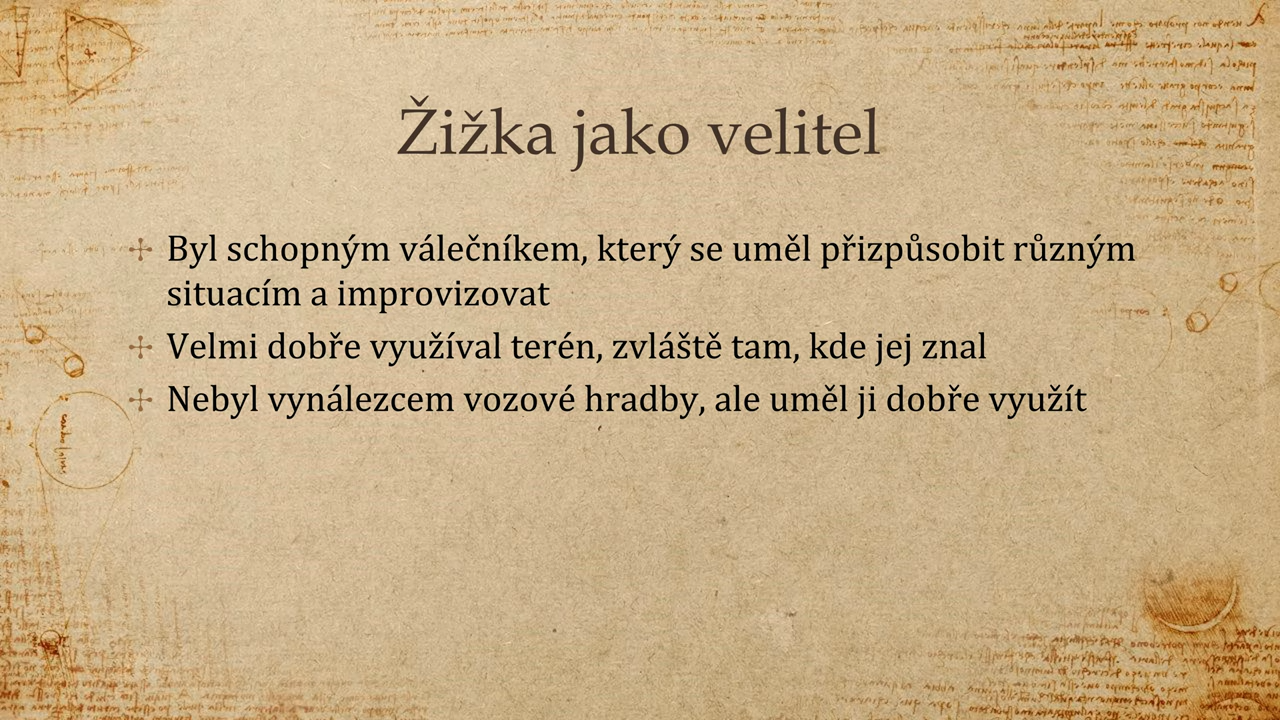 Žižka jako velitel
Byl schopným válečníkem, který se uměl přizpůsobit různým
situacím a improvizovat
Velmi dobře využíval terén, zvláště tam, kde jej znal
Nebyl vynálezcem vozové hradby, ale uměl ji dobře využít